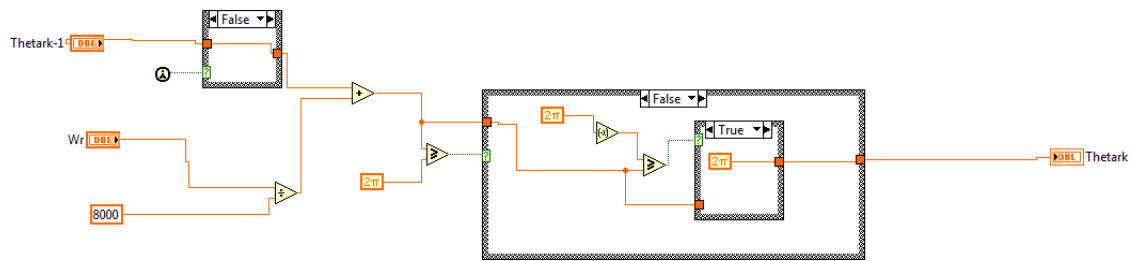 False
Thetark-1
DBL
?
+
False
2π
True
Wr
DBL
?
2π
DBL
Thetark
≥
?
≥
2π
÷
8000